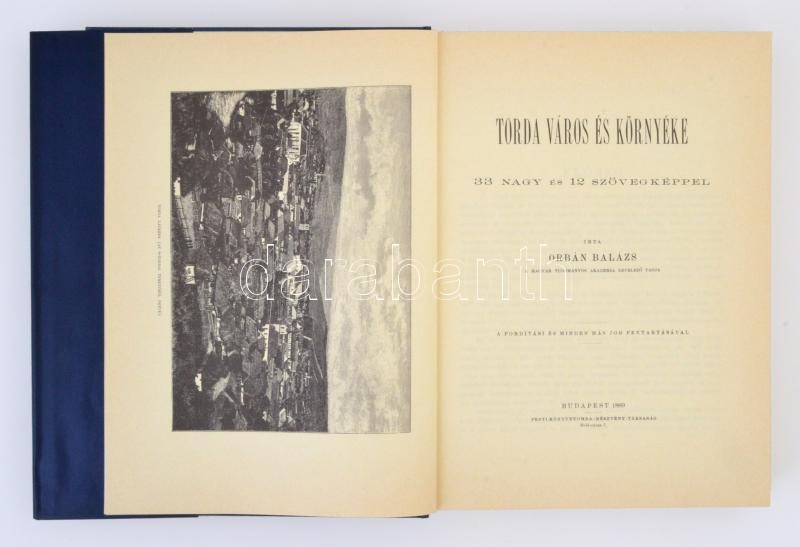 TORDA VÁROS ÉS KÖRNYÉKE
33 NAGY ÉS 12 SZÖVEGKÉPPEL
IRTA
ORBÁN BALÁZS
A MAGYAR TUDOMÁNYOS AKADÉMIA LEVELEZŐ TAGJA
A FORDÍTÁSI ÉS MINDEN MÁS JOG FENTARTÁSÁVAL
BUDAPEST 1889
PESTI KÖNYVNYOMDA-RÉSZVÉNY-TÁRSASÁG
darabanth